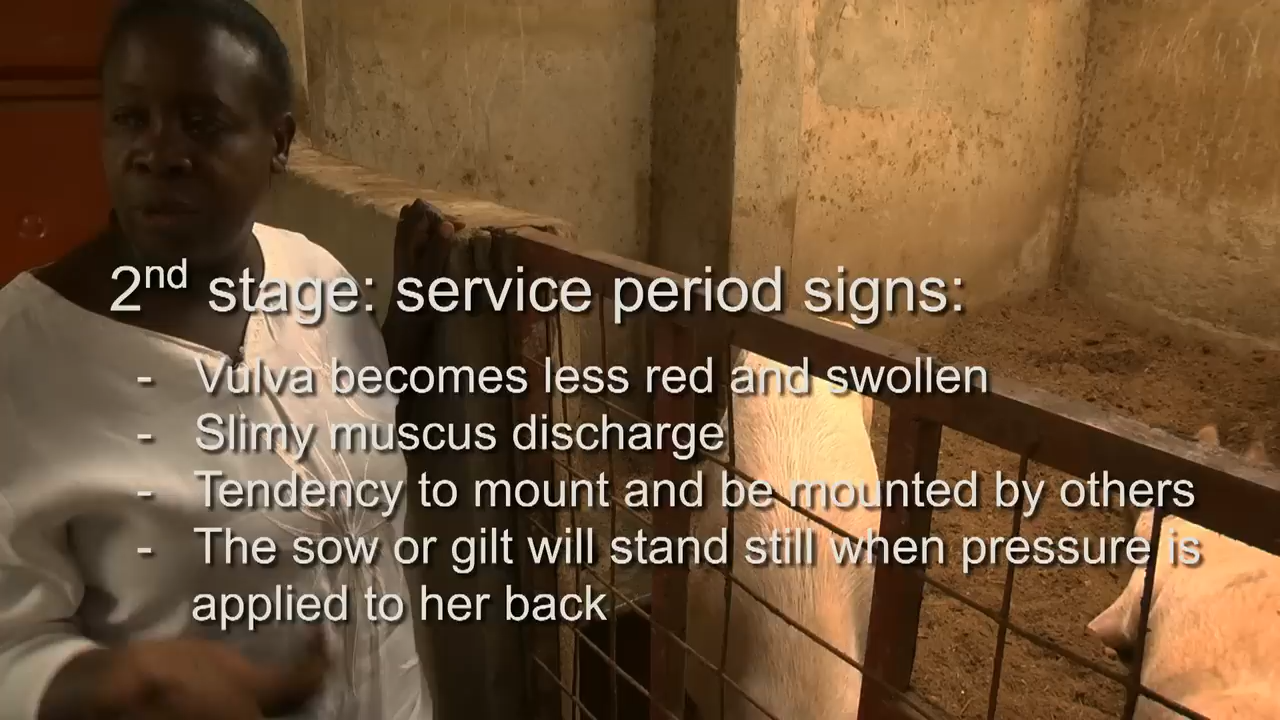 2nd stage: service period signs:
- Vulva becomes less red and swollen
- Slimy muscus discharge
- Tendency to mount and be mounted by others
- The sow or gilt will stand still when pressure is
applied to her back